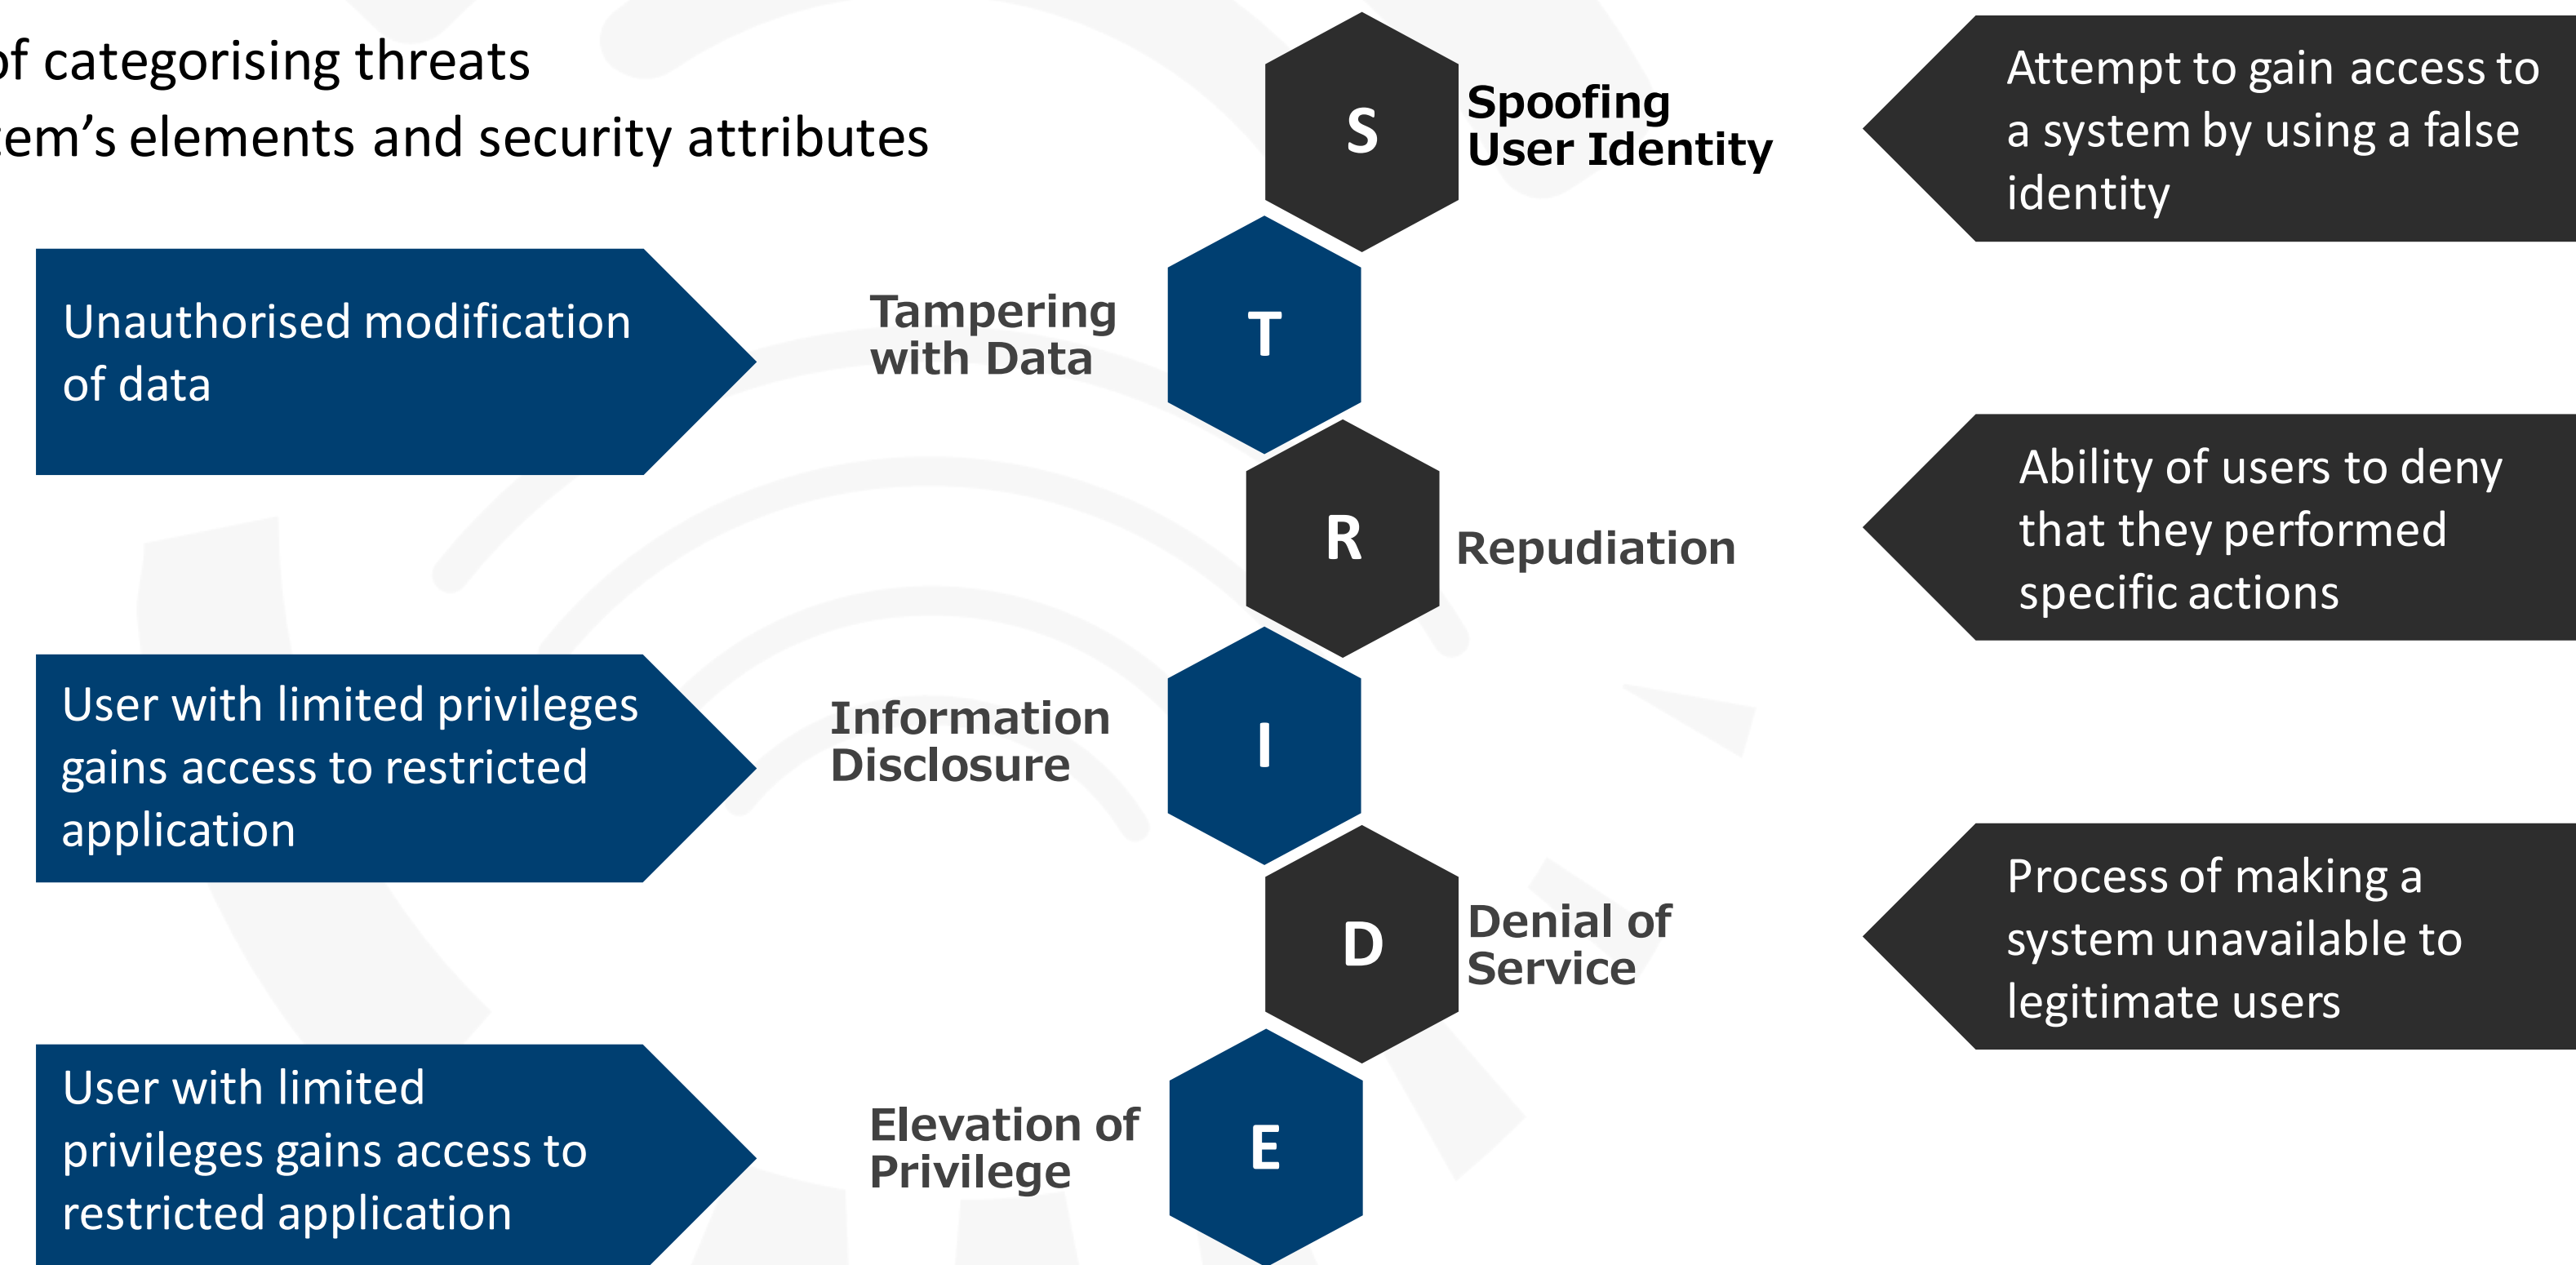 of categorising threats
tem's elements and security attributes
S
Spoofing
User Identity
Attempt to gain access to
a system by using a false
identity
Unauthorised modification
of data
Tampering
with Data
T
R
Repudiation
Ability of users to deny
that they performed
specific actions
User with limited privileges
gains access to restricted
application
Information
Disclosure
I
D
Denial of
Service
Process of making a
system unavailable to
legitimate users
User with limited
privileges gains access to
restricted application
Elevation of
Privilege
E